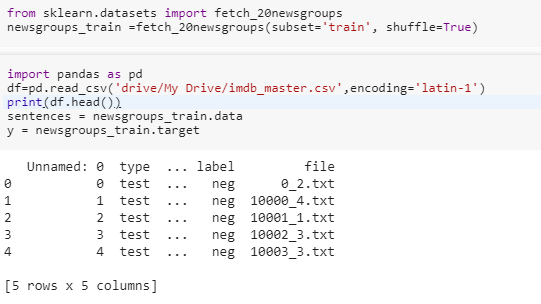 from sklearn.datasets import fetch_20newsgroups
newsgroups_train =fetch_20newsgroups(subset='train', shuffle=True)
import pandas as pd
df=pd.read_csv('drive/My Drive/imdb_master.csv',encoding='latin-1')
print(df.head())
sentences = newsgroups_train.data
y = newsgroups_train.target
Unnamed: 0 type ... label file
0 0 test ... neg 0_2.txt
1 1 test ... neg 10000_4.txt
2 2 test ... neg 10001_1.txt
3 3 test ... neg 10002_3.txt
4 4 test ... neg 10003_3.txt
[5 rows x 5 columns]